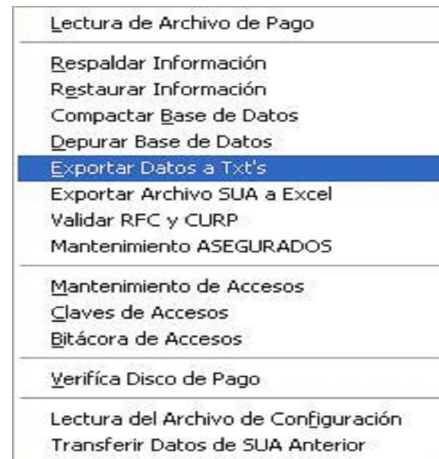 Lectura de Archivo de Pago
Respaldar Información
Restaurar Información
Compactar Base de Datos
Depurar Base de Datos
Exportar Datos a Txt's
Exportar Archivo SUA a Excel
Validar RFC y CURP
Mantenimiento ASEGURADOS
Mantenimiento de Accesos
Claves de Accesos
Bitácora de Accesos
Verifíca Disco de Pago
Lectura del Archivo de Configuración
Transferir Datos de SUA Anterior